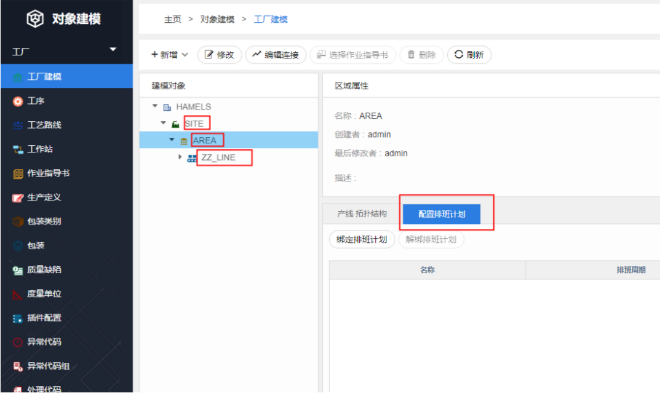 对象建模
主页 > 对象建模 > 工厂建模
工厂
工厂建模
工序
工艺路线
工作站
作业指导书
生产定义
包装类别
包装
质量缺陷
度量单位
插件配置
异常代码
异常代码组
处理代码
+ 新增
修改
编辑连接
选择作业指导书
删除
刷新
建模对象
HAMELS
SITE
AREA
ZZ_LINE
区域属性
名称 : AREA
创建者 : admin
最后修改者 : admin
描述 :
产线 拓扑结构
配置排班计划
绑定排班计划
解绑排班计划
名称
排班周期